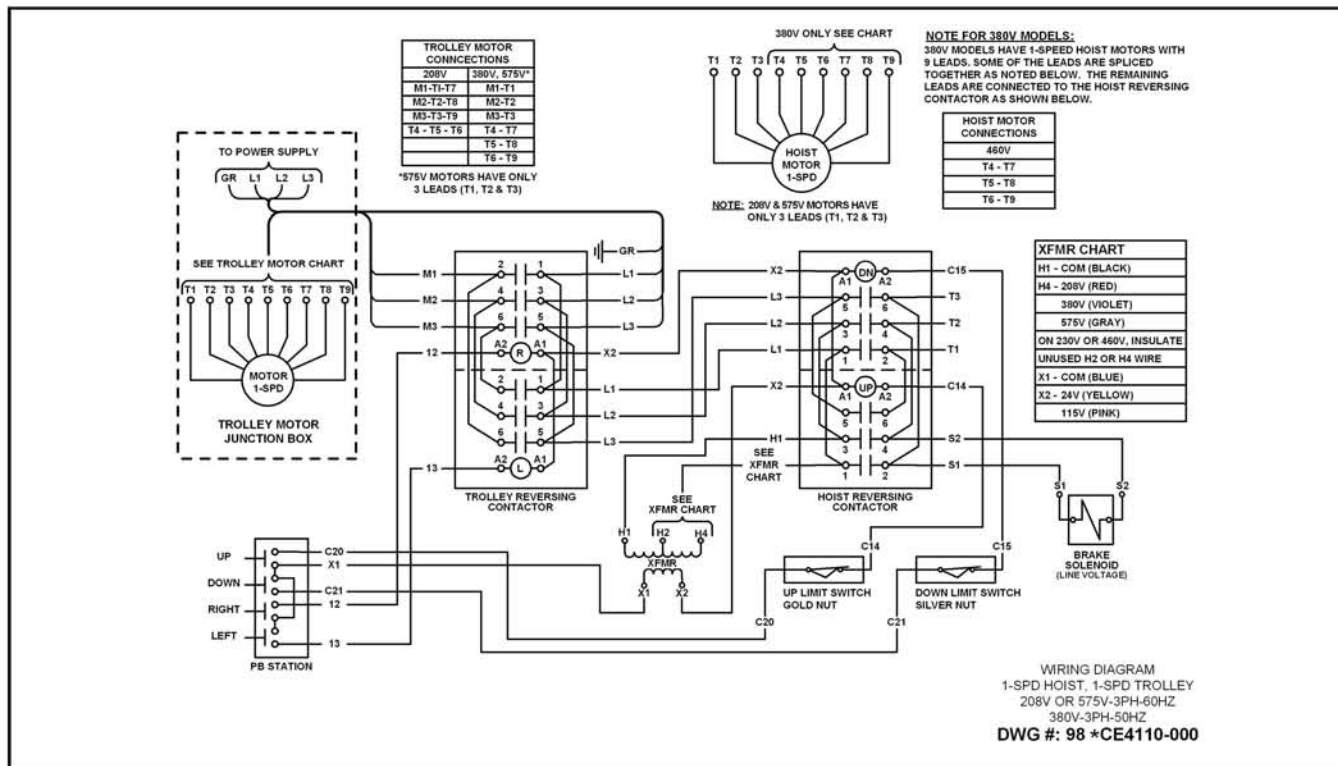 TROLLEY MOTOR
CONNCECTIONS
208V 380V, 575V*
M1-TI-T7 M1-T1
M2-T2-T8 M2-T2
M3-T3-T9 M3-T3
T4 - T5 - T6 T4 - T7
T5 - T8
T6 - T9
*575V MOTORS HAVE ONLY
3 LEADS (T1, T2 & T3)
380V ONLY SEE CHART
T1 T2 T3 T4 T5 T6 T7 T8 T9
HOIST
MOTOR
1-SPD
NOTE: 208V & 575V MOTORS HAVE
ONLY 3 LEADS (T1, T2 & T3)
NOTE FOR 380V MODELS:
380V MODELS HAVE 1-SPEED HOIST MOTORS WITH
9 LEADS. SOME OF THE LEADS ARE SPLICED
TOGETHER AS NOTED BELOW. THE REMAINING
LEADS ARE CONNECTED TO THE HOIST REVERSING
CONTACTOR AS SHOWN BELOW.
HOIST MOTOR
CONNECTIONS
460V
T4 - T7
T5 - T8
T6 - T9
TO POWER SUPPLY
GR L1 L2 L3
SEE TROLLEY MOTOR CHART
T1 T2 T3 T4 T5 T6 T7 T8 T9
MOTOR
1-SPD
TROLLEY MOTOR
JUNCTION BOX
GR
M1 2 1 L1
M2 4 3 L2
M3 6 5 L3
12 A2 R A1 X2
2 1 L1
4 3 L2
6 5 L3
13 A2 L A1
TROLLEY REVERSING
CONTACTOR
X2 A1 DN A2 C15
L3 5 6 T3
L2 3 4 T2
L1 1 2 T1
X2 A1 UP A2 C14
5 6
H1 3 4 S2
SEE
XFMR
CHART
1 2 S1
HOIST REVERSING
CONTACTOR
XFMR CHART
H1 - COM (BLACK)
H4 - 208V (RED)
380V (VIOLET)
575V (GRAY)
ON 230V OR 460V, INSULATE
UNUSED H2 OR H4 WIRE
X1 - COM (BLUE)
X2 - 24V (YELLOW)
115V (PINK)
SEE
XFMR CHART
H1 H2 H4
XFMR
X1 X2
S1 S2
BRAKE
SOLENOID
(LINE VOLTAGE)
C14 C15
UP LIMIT SWITCH
GOLD NUT
DOWN LIMIT SWITCH
SILVER NUT
C20 C21
UP C20
X1
DOWN C21
RIGHT 12
LEFT 13
PB STATION
WIRING DIAGRAM
1-SPD HOIST, 1-SPD TROLLEY
208V OR 575V-3PH-60HZ
380V-3PH-50HZ
DWG #: 98 *CE4110-000